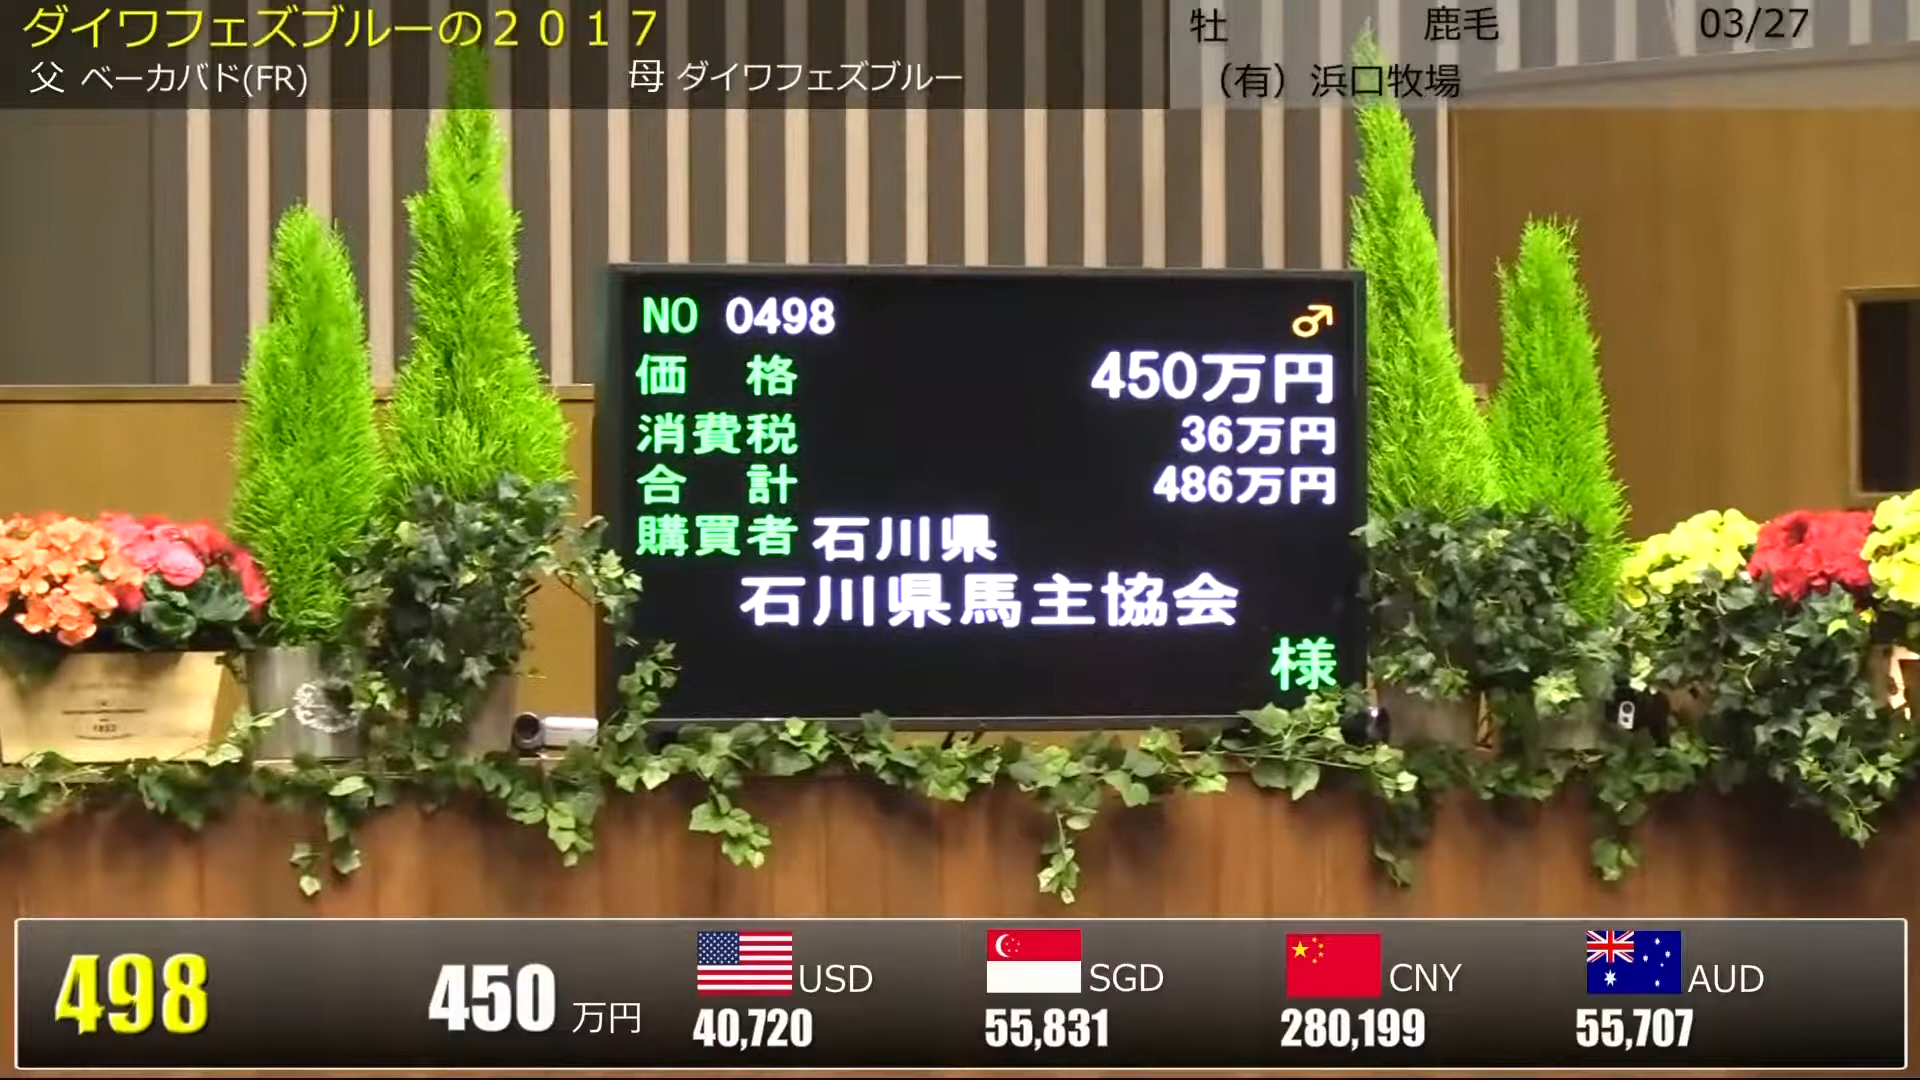 ダイワフェズブルーの２０１７
牡 鹿毛 03/27
父 ベーカバド(FR) 母 ダイワフェズブルー
（有）浜口牧場
NO 0498 ♂
価格 450万円
消費税 36万円
合計 486万円
購買者 石川県
石川県馬主協会
様
498 450 万円
USD 40,720
SGD 55,831
CNY 280,199
AUD 55,707